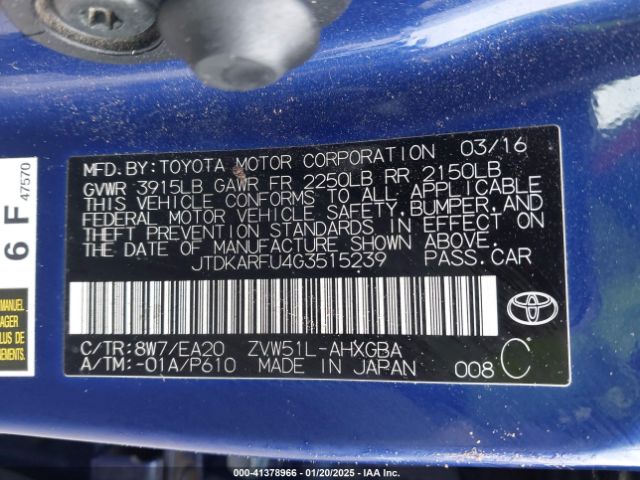 MFD.BY: TOYOTA MOTOR CORPORATION 03/16
GVWR 3915LB GAWR FR 2250LB RR 2150LB
THIS VEHICLE CONFORMS TO ALL APPLICABLE
FEDERAL MOTOR VEHICLE SAFETY,BUMPER,AND
THEFT PREVENTION STANDARDS IN EFFECT ON
THE DATE OF MANUFACTURE SHOWN ABOVE.
JTDKARFU4G3515239 PASS.CAR
C/TR: 8W7/EA20 ZVW51L-AHXGBA
A/TM: -01A/P610 MADE IN JAPAN 008 C
6 F 47570
MANUEL
000-41378966 — 01/20/2025 — IAA Inc.